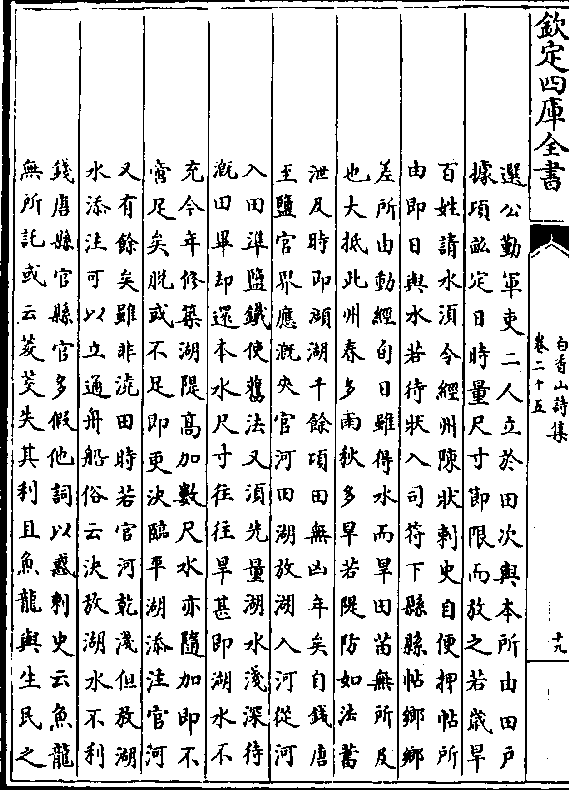 欽定四庫全書
白香山詩集
卷二十五
十九
選公勤軍吏二人立於田次與本所由田戶
據頃畝定日時量尺寸即限而放之若歲旱
百姓請水湏令經州陳狀刺史自便押帖所
由即日與水若待狀入司符下縣縣帖鄉鄉
差所由動經旬日雖得水而旱田苗無所及
也大抵此州春多雨秋多旱若隄防如法蓄
泄及時即瀕湖千餘頃田無凶年矣自錢唐
至鹽官界應溉夾官河田湖放湖入河從河
入田準鹽鐵使舊法又湏先量湖水淺深待
溉田畢却還本水尺寸往往旱甚即湖水不
充今年修築湖隄高加數尺水亦隨加即不
啻足矣脫或不足即更決臨平湖添注官河
又有餘矣雖非澆田時若官河乾淺但放湖
水添注可以立通舟船俗云決放湖水不利
錢唐縣官縣官多假他詞以惑刺史云魚龍
無所託或云菱茭失其利且魚龍與生民之